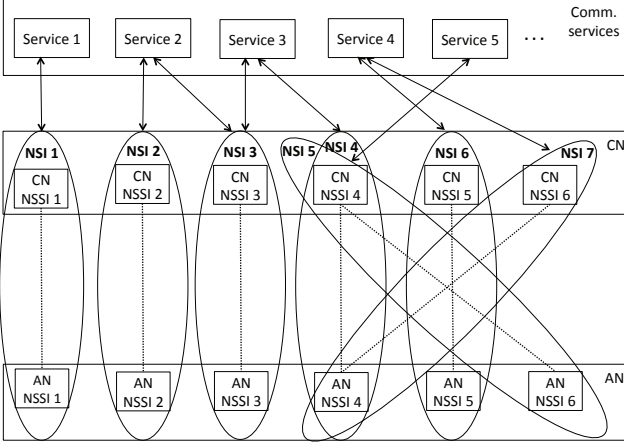 Comm.
services
Service 1
Service 2
Service 3
Service 4
Service 5
...
NSI 1
NSI 2
NSI 3
NSI 5
NSI 4
NSI 6
NSI 7
CN
CN
NSSI 1
CN
NSSI 2
CN
NSSI 3
CN
NSSI 4
CN
NSSI 5
CN
NSSI 6
AN
AN
NSSI 1
AN
NSSI 2
AN
NSSI 3
AN
NSSI 4
AN
NSSI 5
AN
NSSI 6